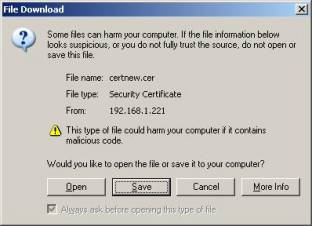 File Download
Some files can harm your computer. If the file information below
looks suspicious, or you do not fully trust the source, do not open or
save this file.
File name: certnew.cer
File type: Security Certificate
From: 192.168.1.221
This type of file could harm your computer if it contains
malicious code.
Would you like to open the file or save it to your computer?
Open Save Cancel More Info
Always ask before opening this type of file